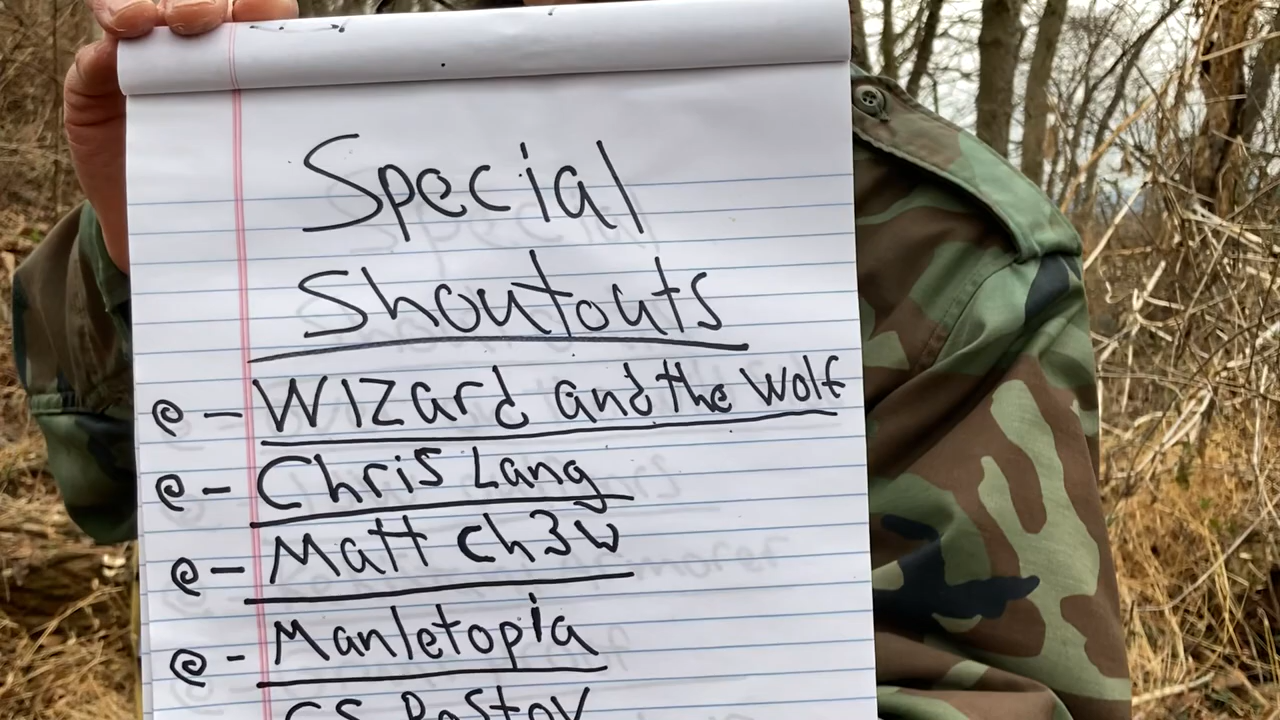 Special
Shoutouts
@ - Wizard and the Wolf
@ - Chris Lang
@ - Matt Ch3w
@ - Manletopia